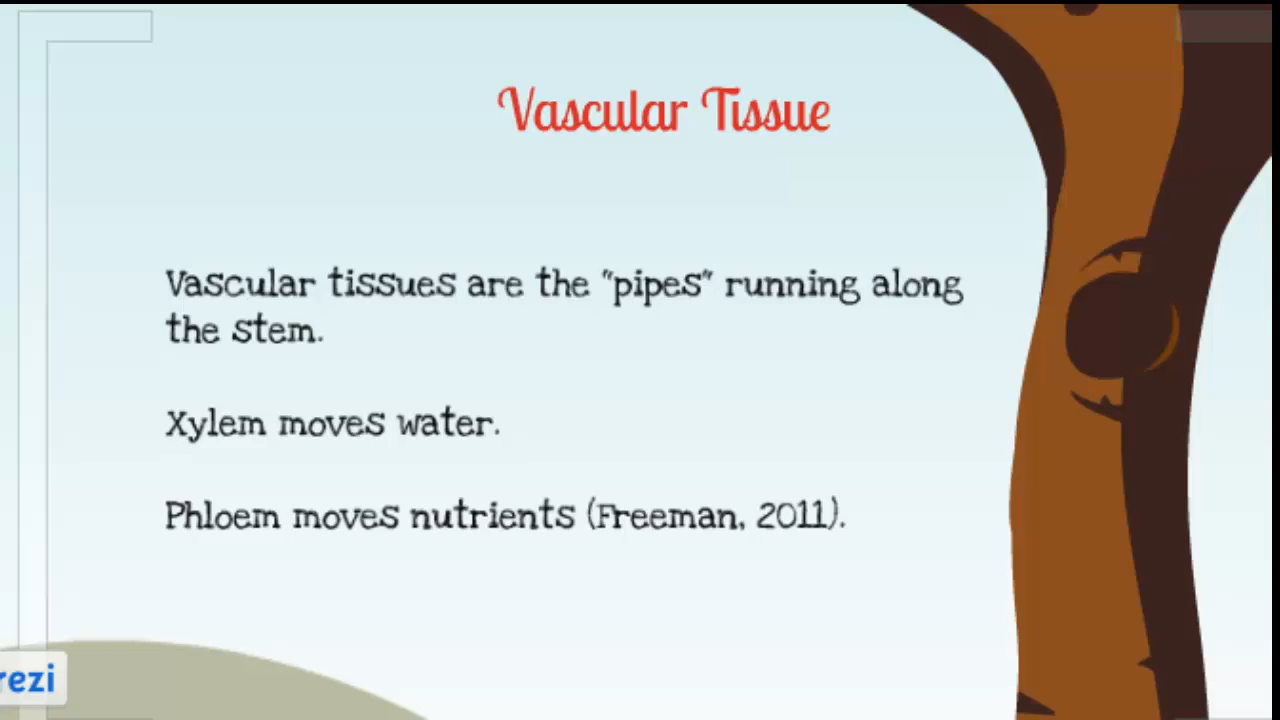 Vascular Tissue
Vascular tissues are the "pipes" running along
the stem.
Xylem moves water.
Phloem moves nutrients (Freeman, 2011).
rezi